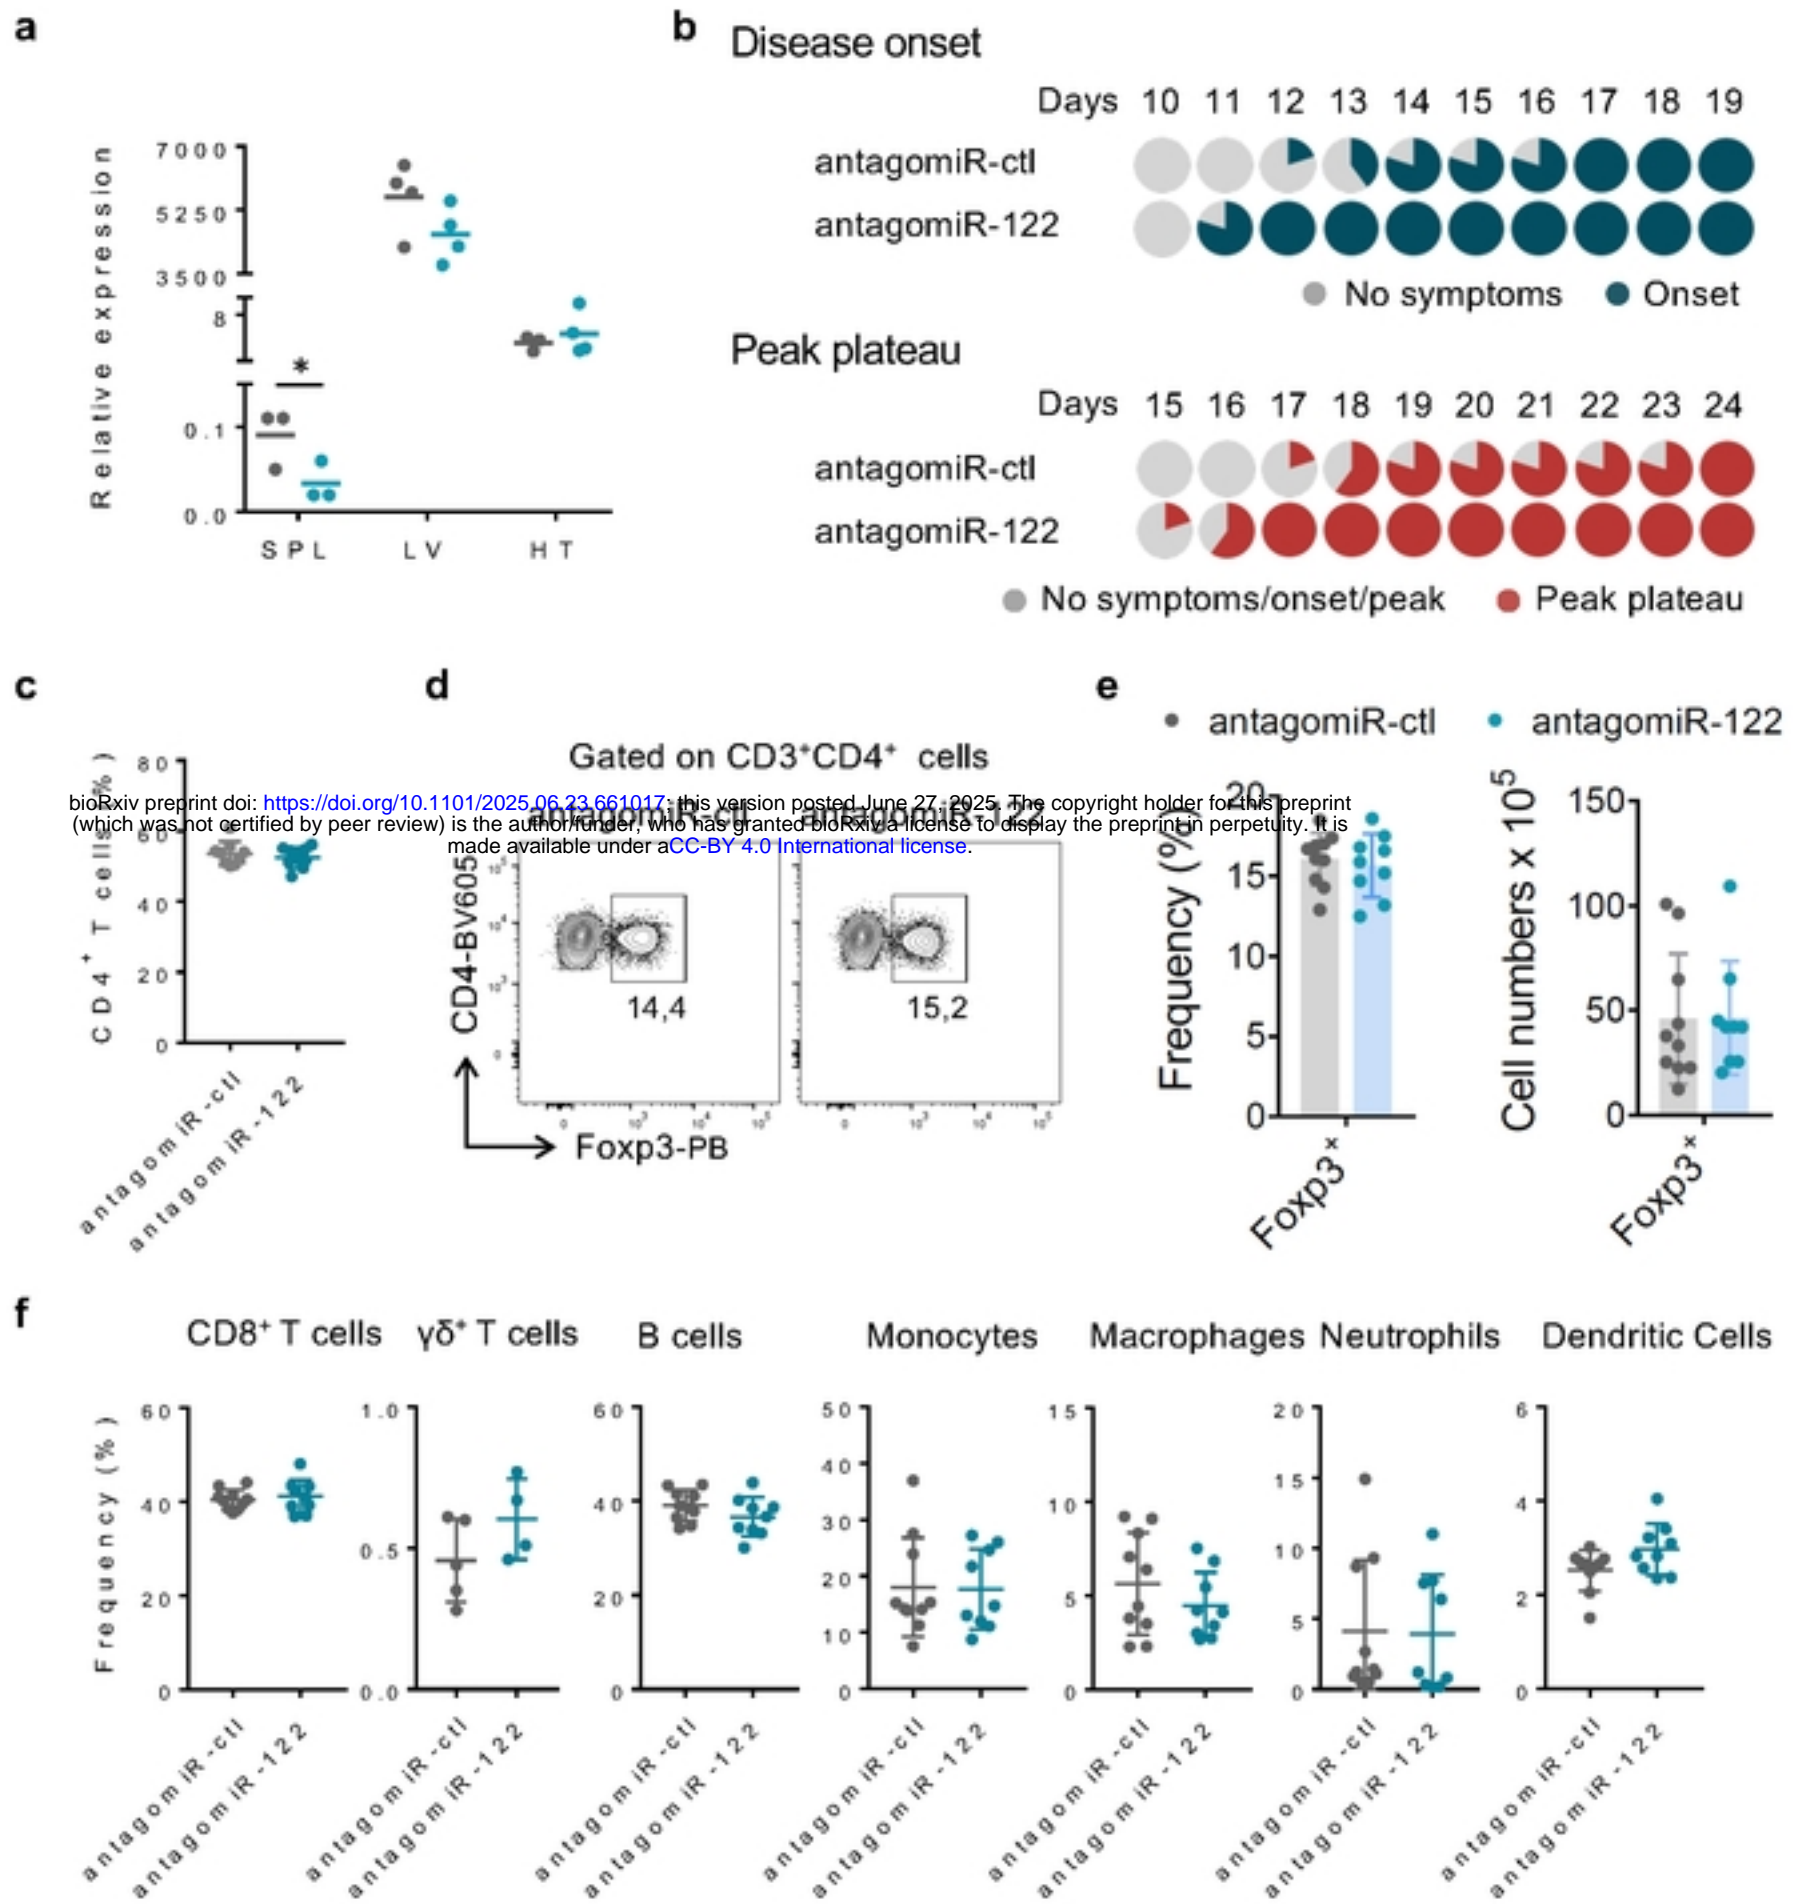 a
Relative expression
7000
5250
3500
8
0.1
0.0
*
SPL LV HT
b
Disease onset
Days 10 11 12 13 14 15 16 17 18 19
antagomiR-ctl
antagomiR-122
No symptoms Onset
Peak plateau
Days 15 16 17 18 19 20 21 22 23 24
antagomiR-ctl
antagomiR-122
No symptoms/onset/peak Peak plateau
c
CD4+ T cells (%)
80
60
40
20
0
antagomiR-ctl
antagomiR-122
d
Gated on CD3+CD4+ cells
antagomiR-ctl antagomiR-122
bioRxiv preprint doi: https://doi.org/10.1101/2025.06.23.661017; this version posted June 27, 2025. The copyright holder for this preprint
(which was not certified by peer review) is the author/funder, who has granted bioRxiv a license to display the preprint in perpetuity. It is
made available under aCC-BY 4.0 International license.
CD4-BV605
14,4
15,2
0 10³ 10⁴ 10⁵
0 10³ 10⁴ 10⁵
Foxp3-PB
e
antagomiR-ctl antagomiR-122
Frequency (%)
20
15
10
5
0
Foxp3+
Cell numbers x 10⁵
150
100
50
0
Foxp3+
f
CD8+ T cells γδ+ T cells B cells Monocytes Macrophages Neutrophils Dendritic Cells
Frequency (%)
60
40
20
0
antagomiR-ctl
antagomiR-122
1.0
0.5
0.0
antagomiR-ctl
antagomiR-122
60
40
20
0
antagomiR-ctl
antagomiR-122
50
40
30
20
10
0
antagomiR-ctl
antagomiR-122
15
10
5
0
antagomiR-ctl
antagomiR-122
20
15
10
5
0
antagomiR-ctl
antagomiR-122
6
4
2
0
antagomiR-ctl
antagomiR-122